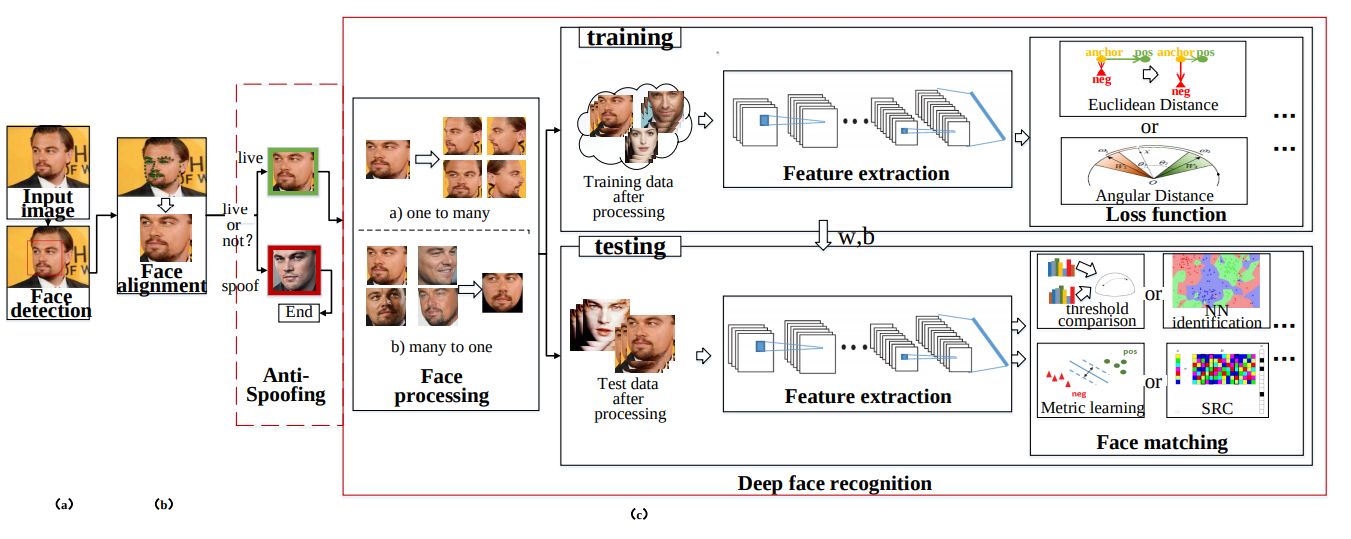 Input
image
Face
detection
Face
alignment
live
live
or
not?
spoof
End
Anti-
Spoofing
a) one to many
b) many to one
Face
processing
training
Training data
after
processing
Feature extraction
anchor pos anchor pos
neg
neg
Euclidean Distance
or
Angular Distance
Loss function
...
...
w,b
testing
Test data
after
processing
Feature extraction
threshold
comparison
or
NN
identification
...
pos
neg
Metric learning
or
SRC
...
Face matching
Deep face recognition
(a)
(b)
(c)